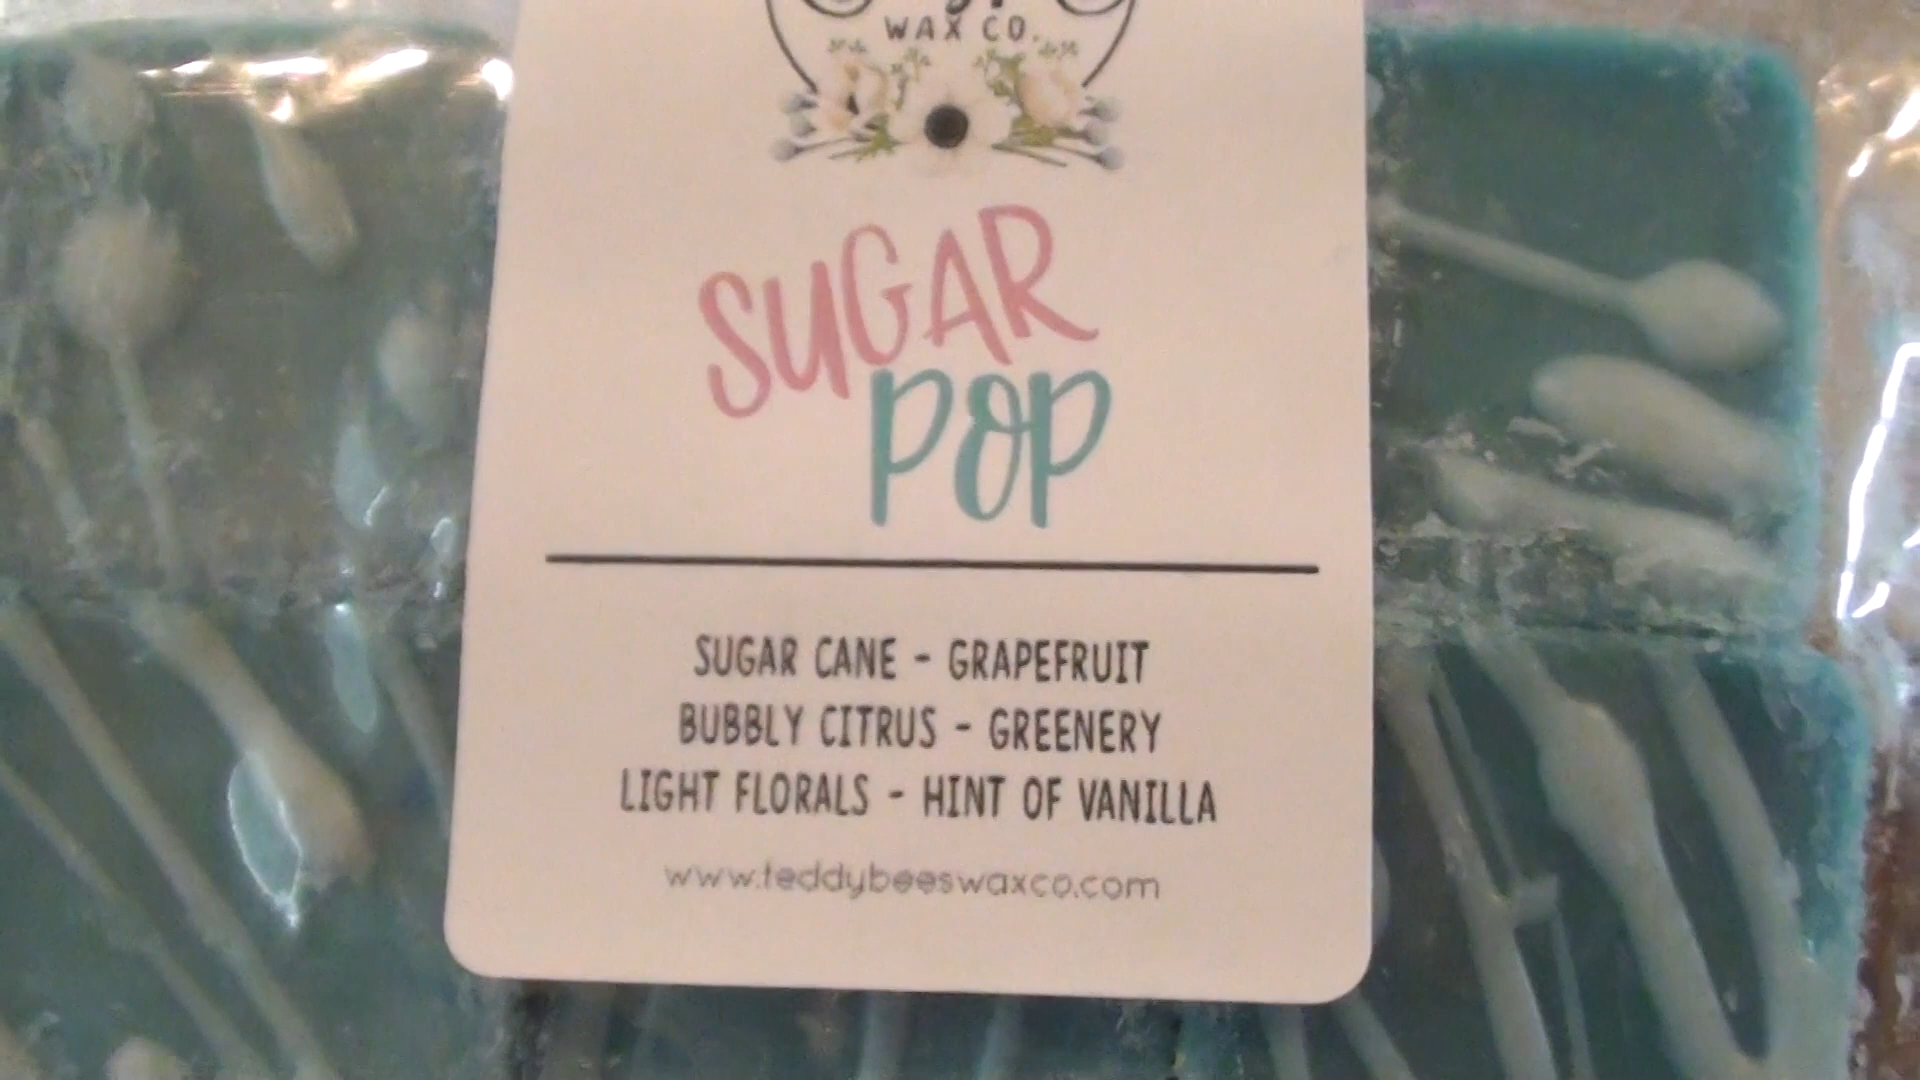 WAX CO.
SUGAR
POP
SUGAR CANE - GRAPEFRUIT
BUBBLY CITRUS - GREENERY
LIGHT FLORALS - HINT OF VANILLA
www.teddybeeswaxco.com